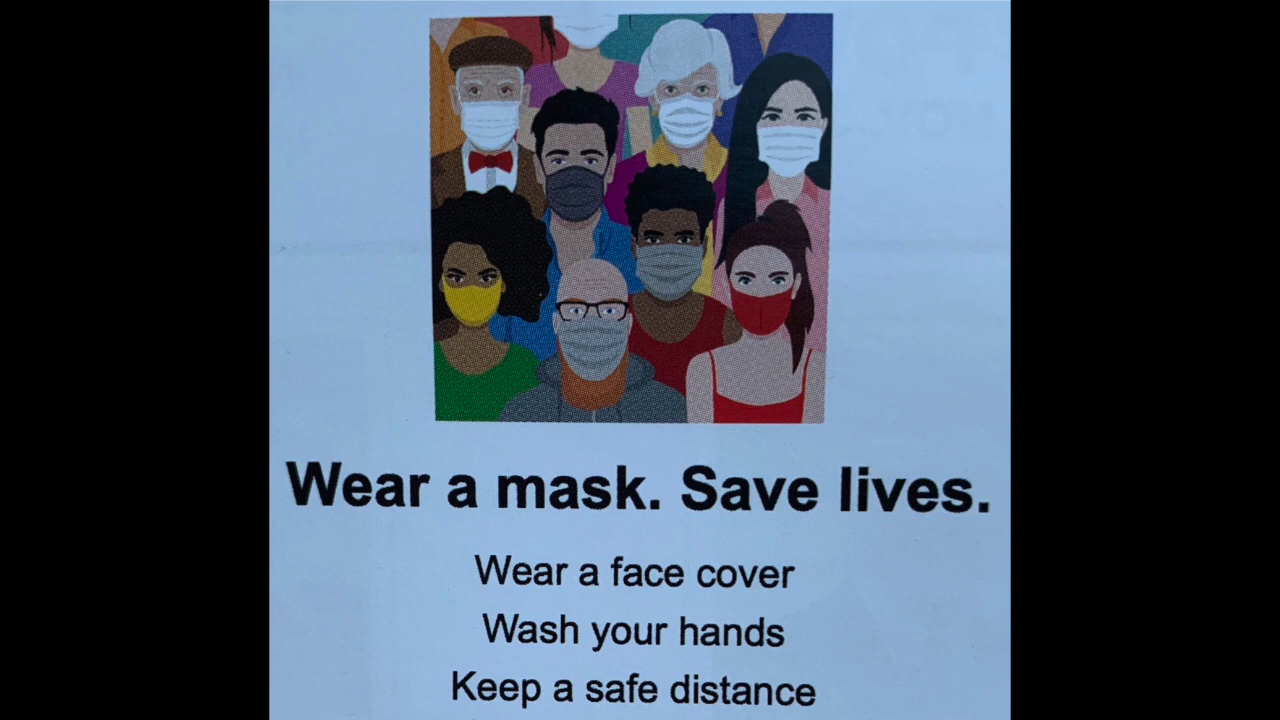 Wear a mask. Save lives.
Wear a face cover
Wash your hands
Keep a safe distance